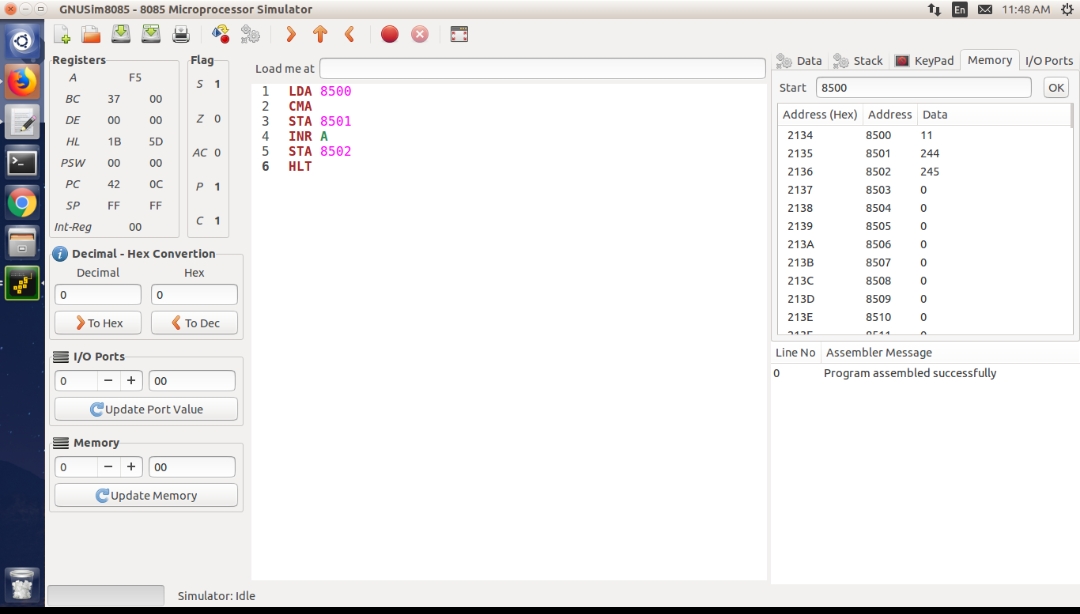 GNUSim8085 - 8085 Microprocessor Simulator
En
11:48 AM
Registers
A F5
BC 37 00
DE 00 00
HL 1B 5D
PSW 00 00
PC 42 0C
SP FF FF
Int-Reg 00
Flag
S 1
Z 0
AC 0
P 1
C 1
Decimal - Hex Convertion
Decimal Hex
0 0
To Hex To Dec
I/O Ports
0 − + 00
Update Port Value
Memory
0 − + 00
Update Memory
Load me at
1 LDA 8500
2 CMA
3 STA 8501
4 INR A
5 STA 8502
6 HLT
Data Stack KeyPad Memory I/O Ports
Start 8500 OK
Address (Hex) Address Data
2134 8500 11
2135 8501 244
2136 8502 245
2137 8503 0
2138 8504 0
2139 8505 0
213A 8506 0
213B 8507 0
213C 8508 0
213D 8509 0
213E 8510 0
213F 8511 0
Line No Assembler Message
0 Program assembled successfully
Simulator: Idle